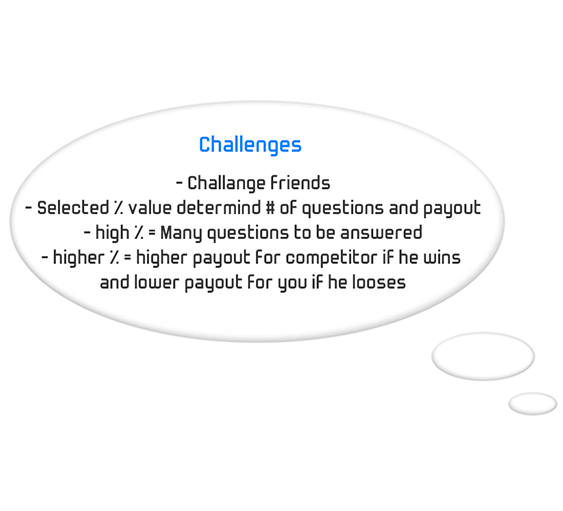 Challenges
- Challange friends
- Selected % value determind # of questions and payout
- high % = Many questions to be answered
- higher % = higher payout for competitor if he wins
and lower payout for you if he looses